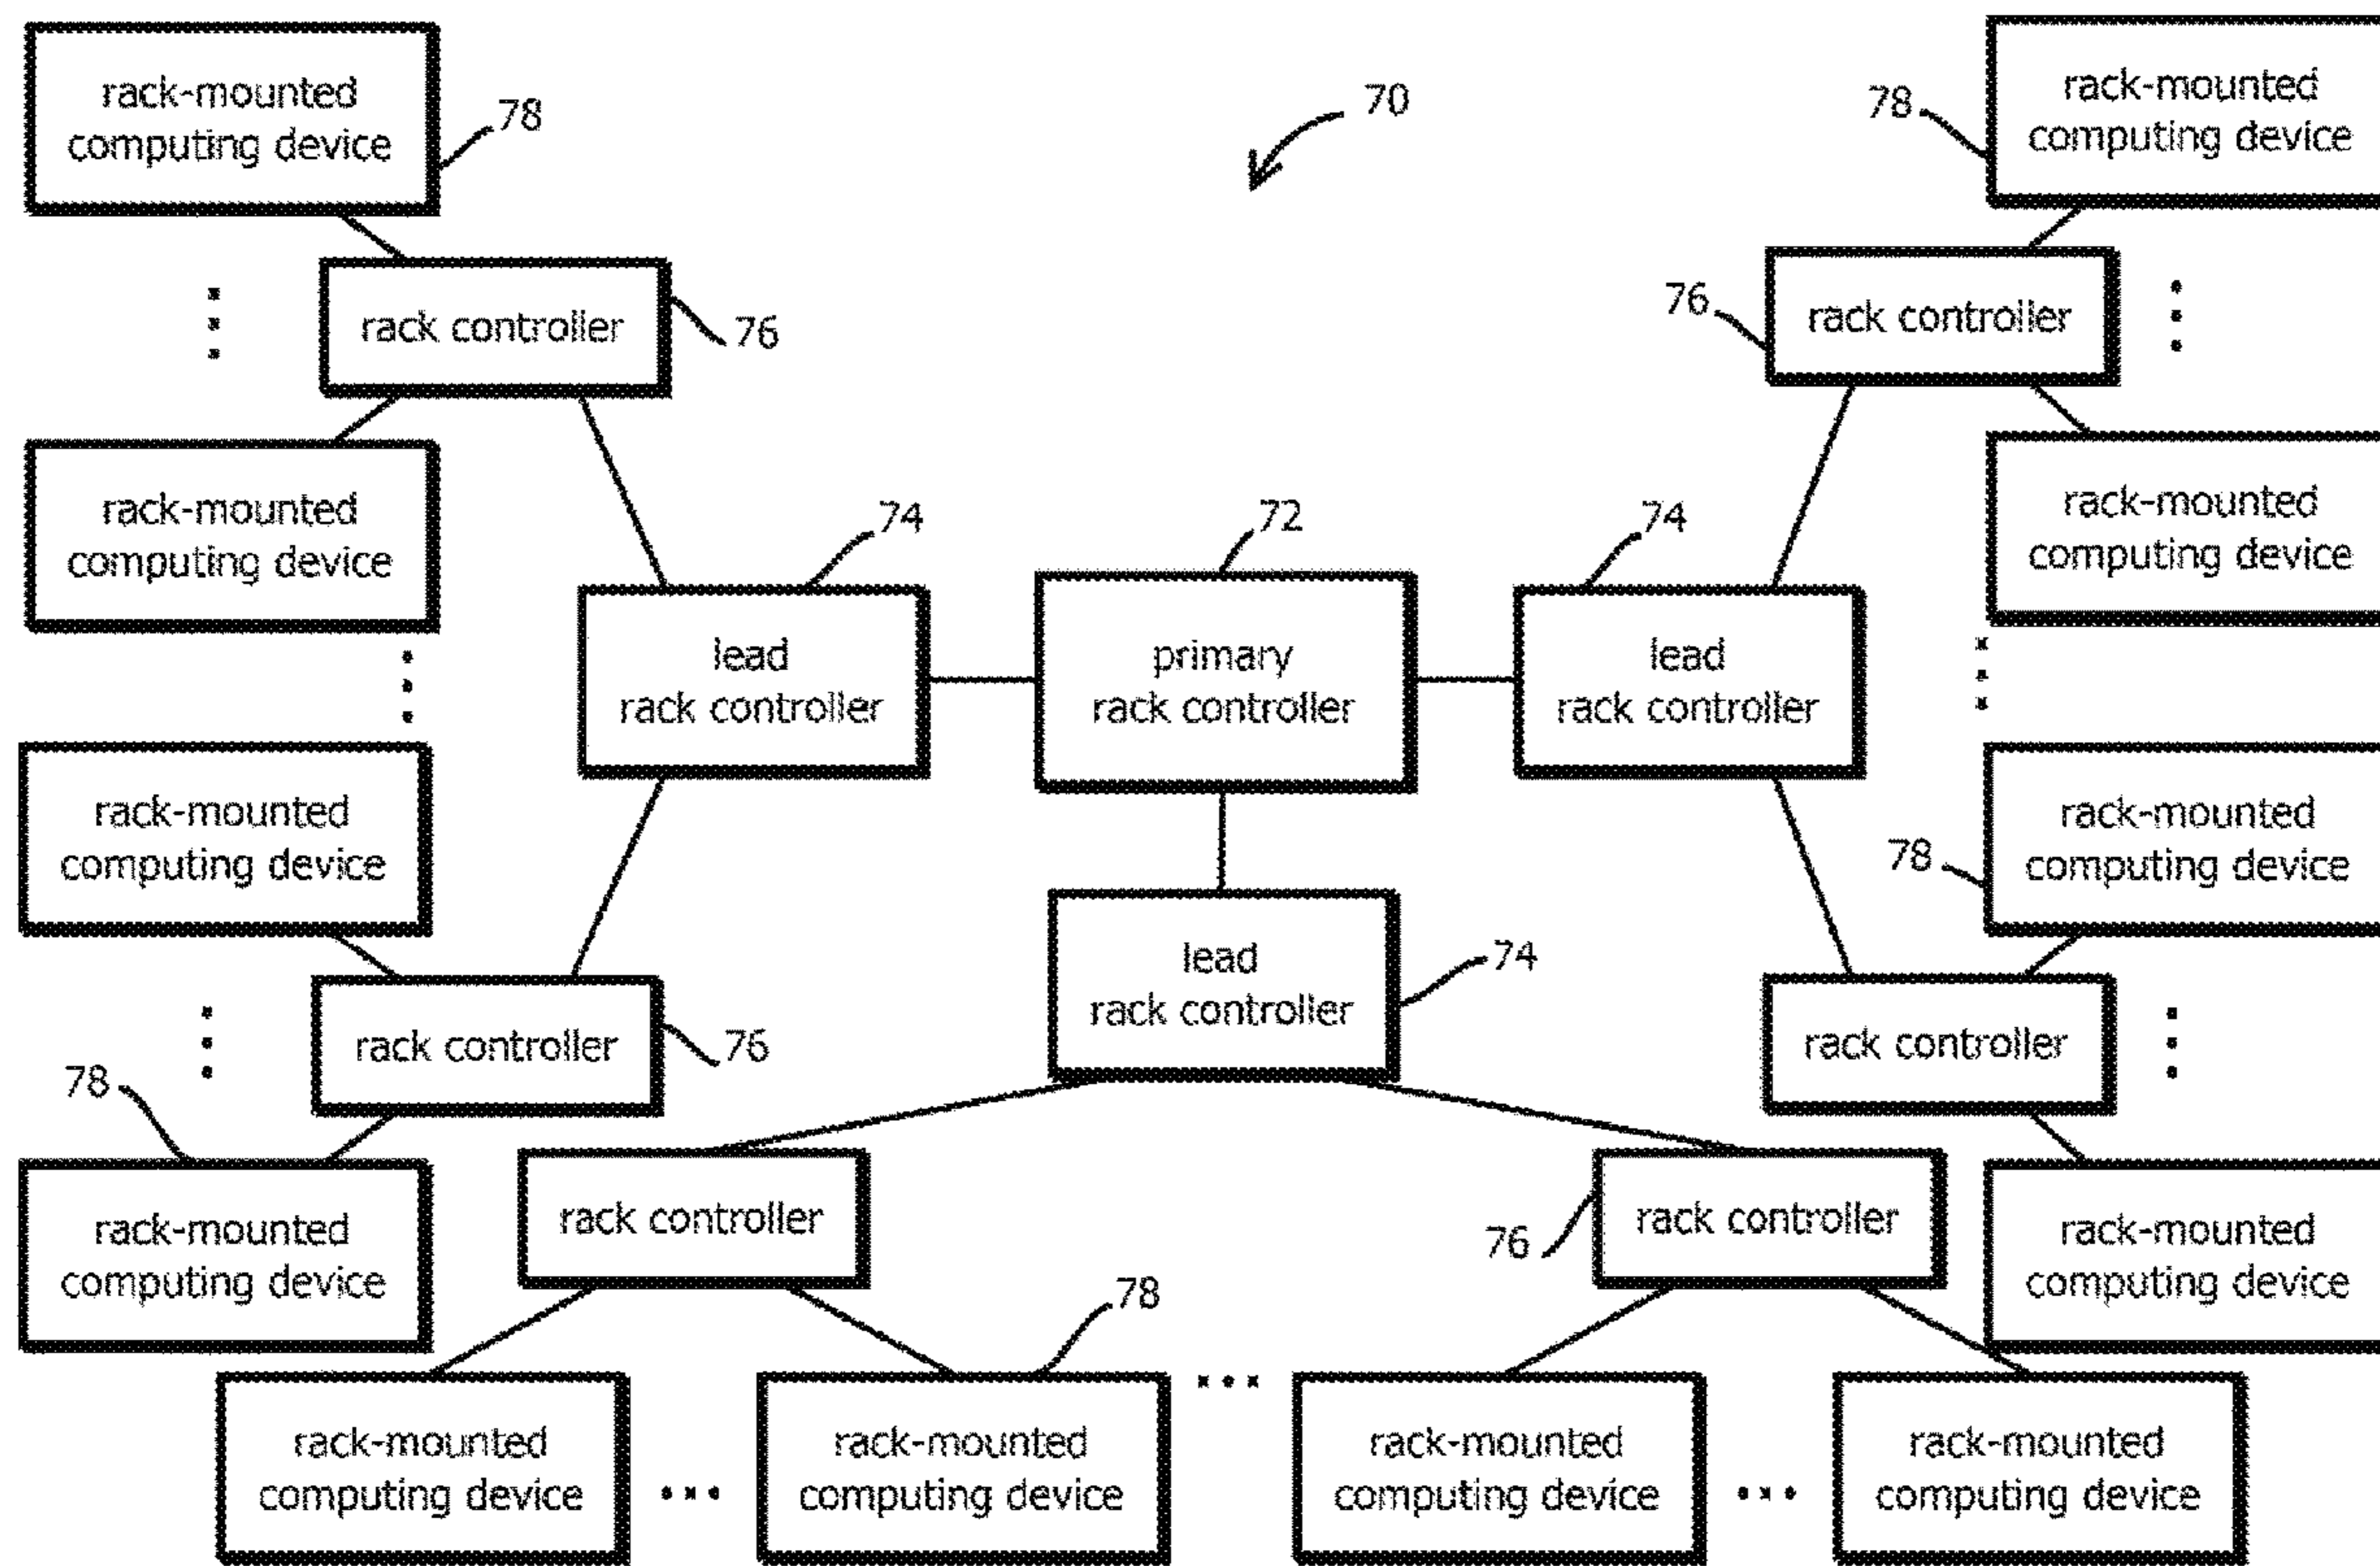 rack-mounted
computing device
78
70
78
rack-mounted
computing device
rack controller
76
76
rack controller
rack-mounted
computing device
74
72
74
rack-mounted
computing device
lead
rack controller
primary
rack controller
lead
rack controller
rack-mounted
computing device
rack-mounted
computing device
78
lead
rack controller
74
rack controller
76
rack controller
78
rack-mounted
computing device
rack controller
76
rack controller
rack-mounted
computing device
78
rack-mounted
computing device
rack-mounted
computing device
rack-mounted
computing device
rack-mounted
computing device